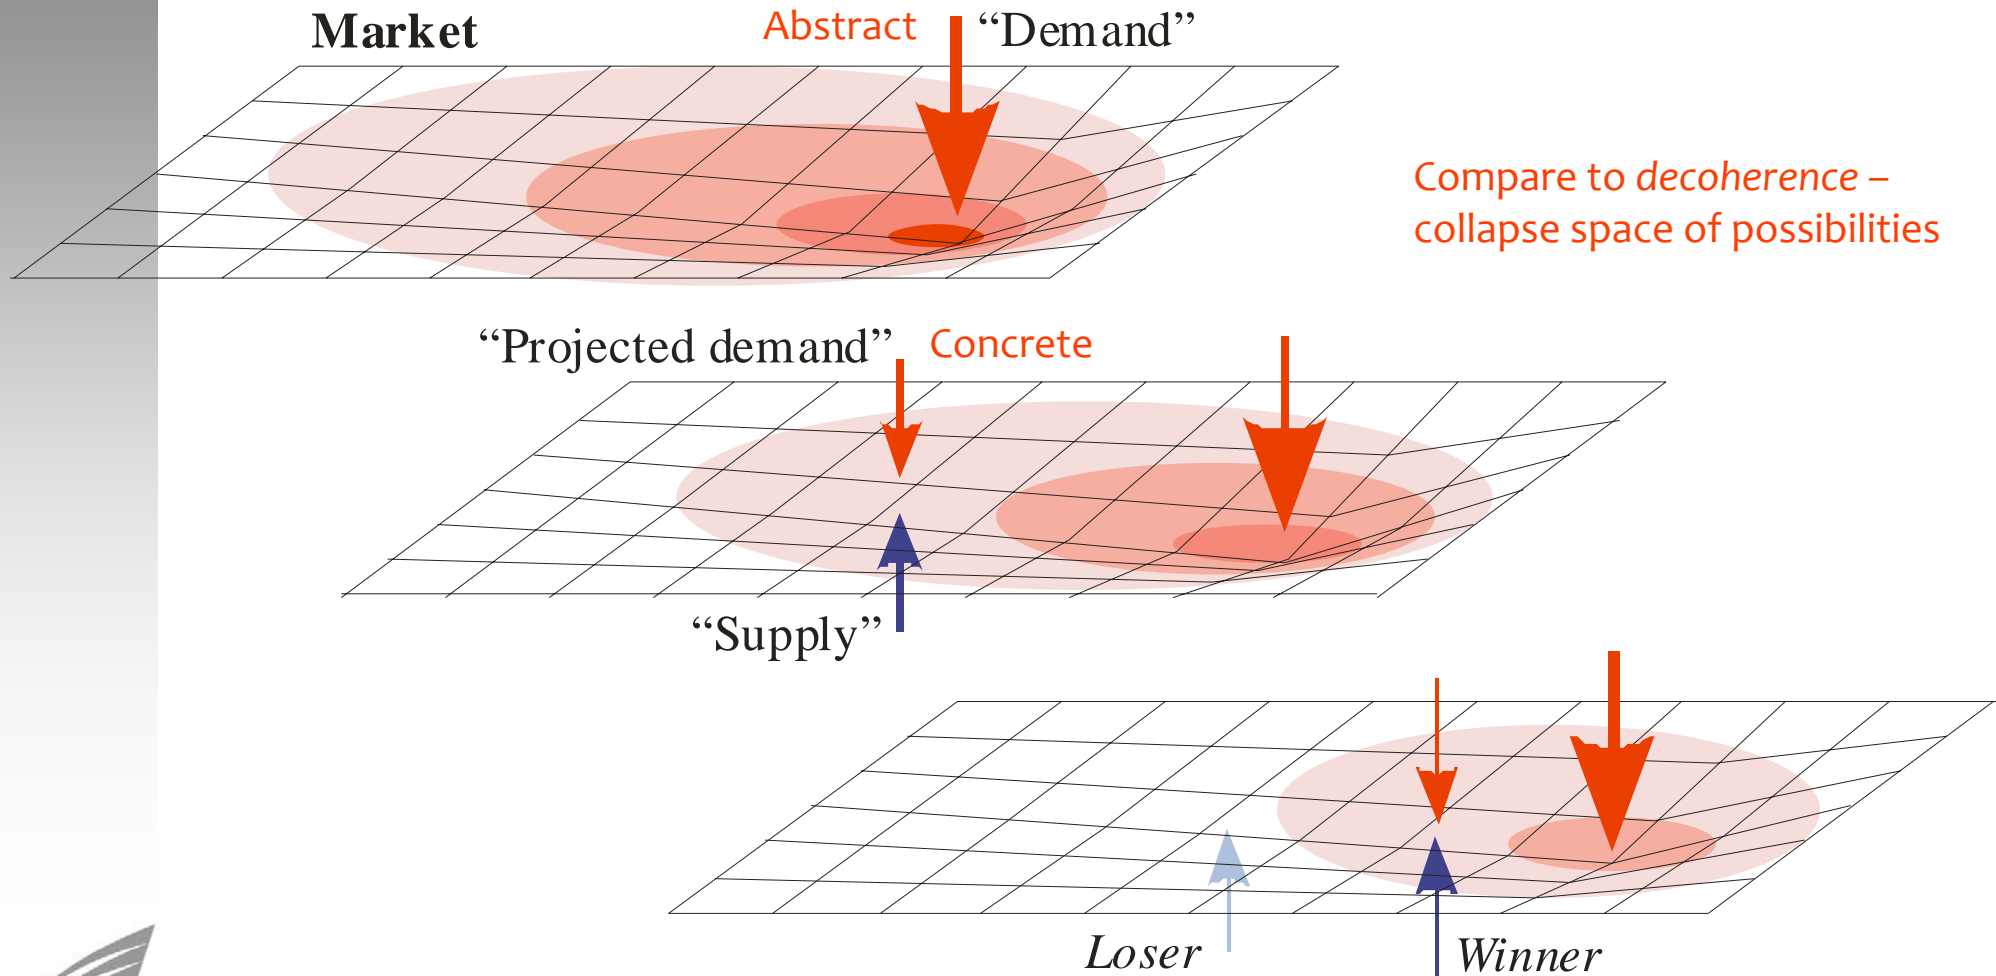 Market
Abstract
“Demand”
Compare to decoherence –
collapse space of possibilities
“Projected demand”
Concrete
“Supply”
Loser
Winner